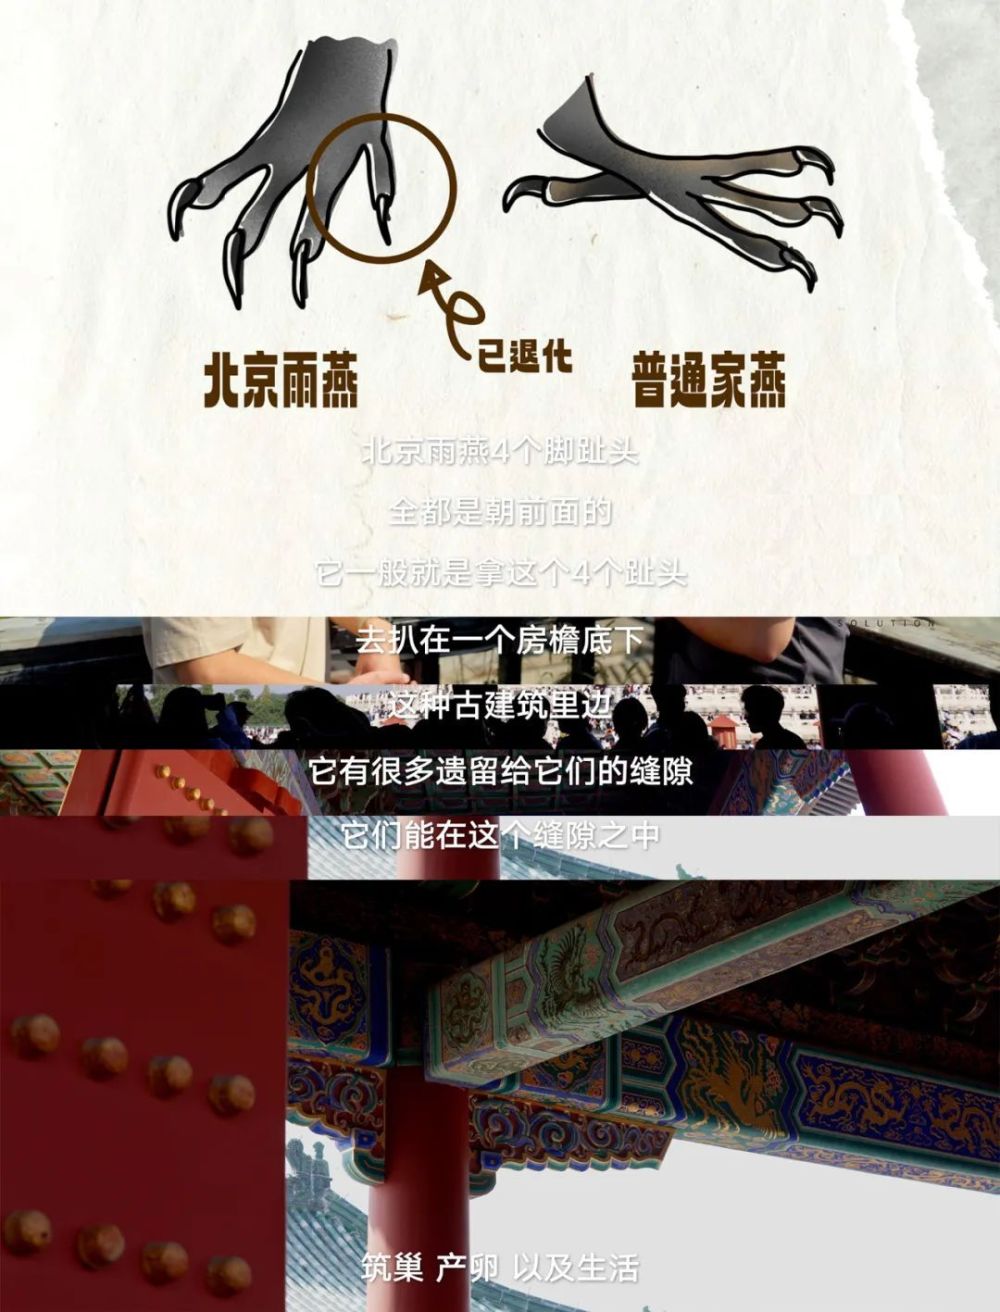 已退化
北京雨燕 普通家燕
北京雨燕4个脚趾头
全都是朝前面的
它一般就是拿这个4个趾头
SOLUTION
去扒在一个房檐底下
这种古建筑里边
它有很多遗留给它们的缝隙
它们能在这个缝隙之中
筑巢 产卵 以及生活